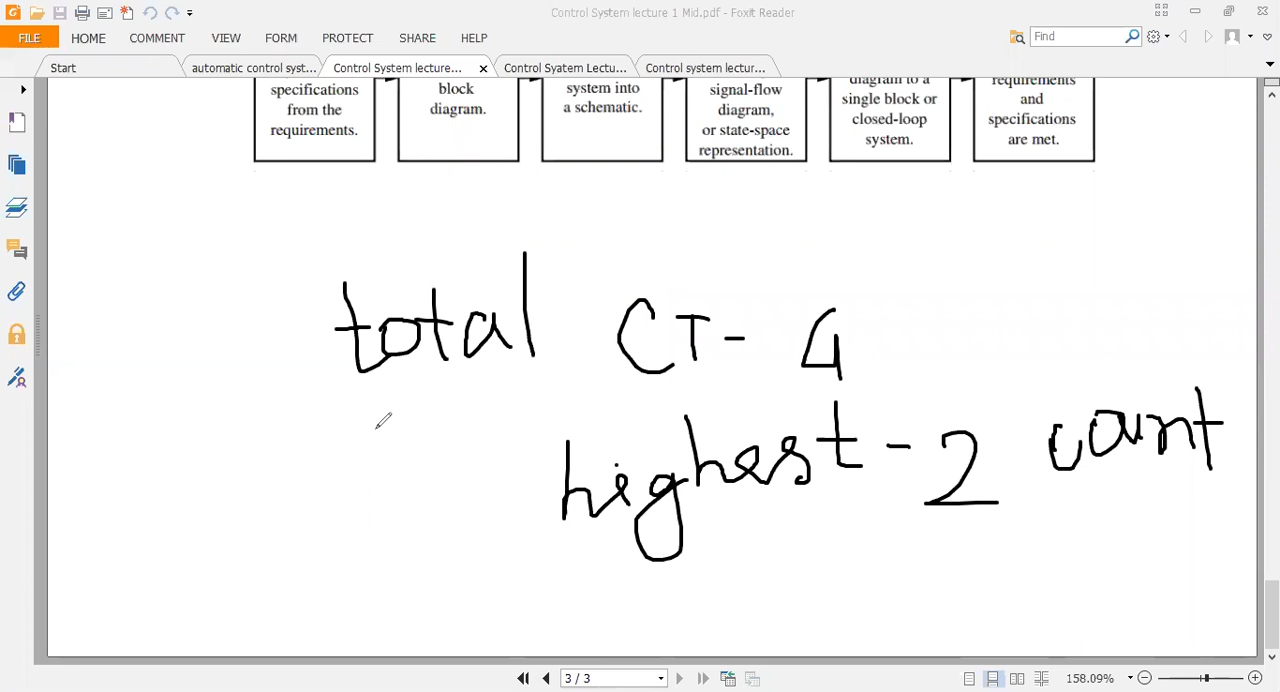 Control System lecture 1 Mid.pdf - Foxit Reader
FILE HOME COMMENT VIEW FORM PROTECT SHARE HELP
Find
Start automatic control syst... Control System lecture... Control SyatemLectu... Control system lectur...
specifications
from the
requirements.
block
diagram.
system into
a schematic.
signal-flow
diagram,
or state-space
representation.
diagram to a
single block or
closed-loop
system.
requirements
and
specifications
are met.
total CT- 4
highest - 2 count
3 / 3
158.09%